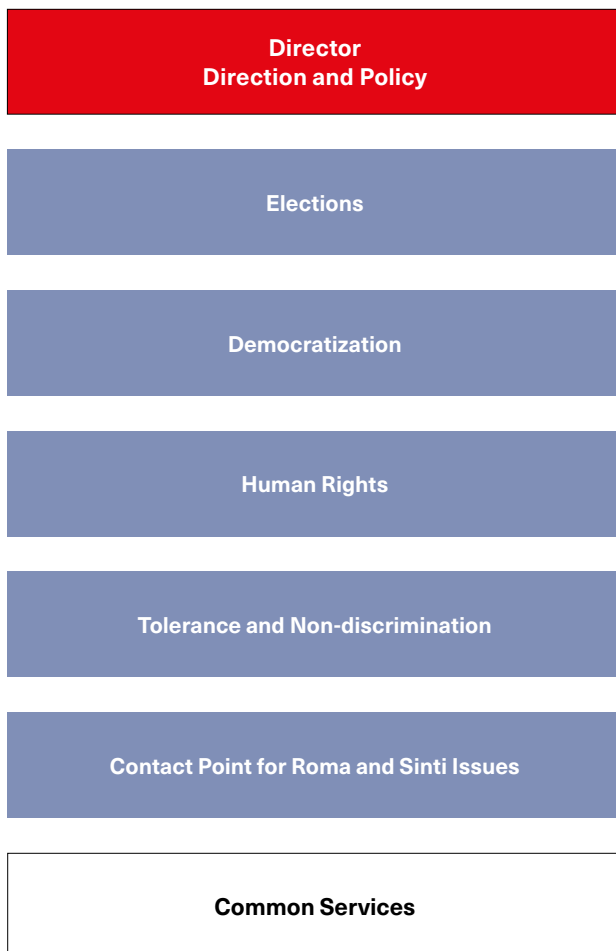 Director
Direction and Policy
Elections
Democratization
Human Rights
Tolerance and Non-discrimination
Contact Point for Roma and Sinti Issues
Common Services